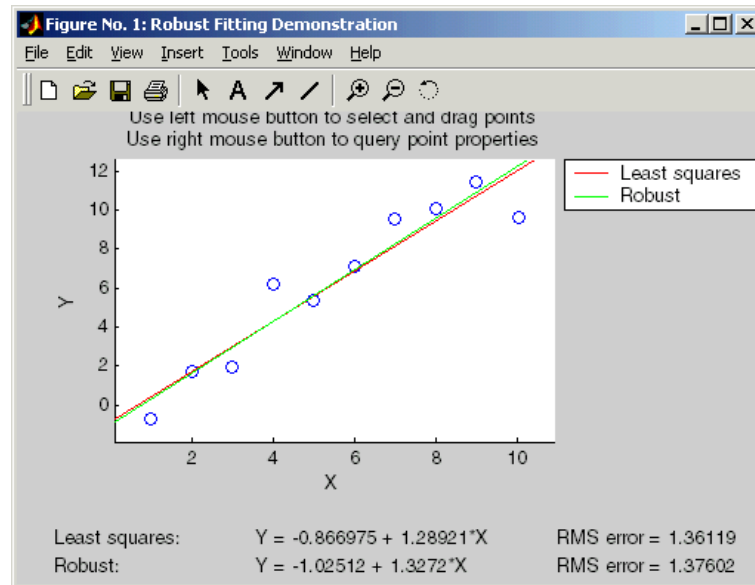 Figure No. 1: Robust Fitting Demonstration
File Edit View Insert Tools Window Help
A
Use left mouse button to select and drag points
Use right mouse button to query point properties
12
10
8
6
4
2
0
Y
2 4 6 8 10
X
Least squares
Robust
Least squares: Y = -0.866975 + 1.28921*X RMS error = 1.36119
Robust: Y = -1.02512 + 1.3272*X RMS error = 1.37602